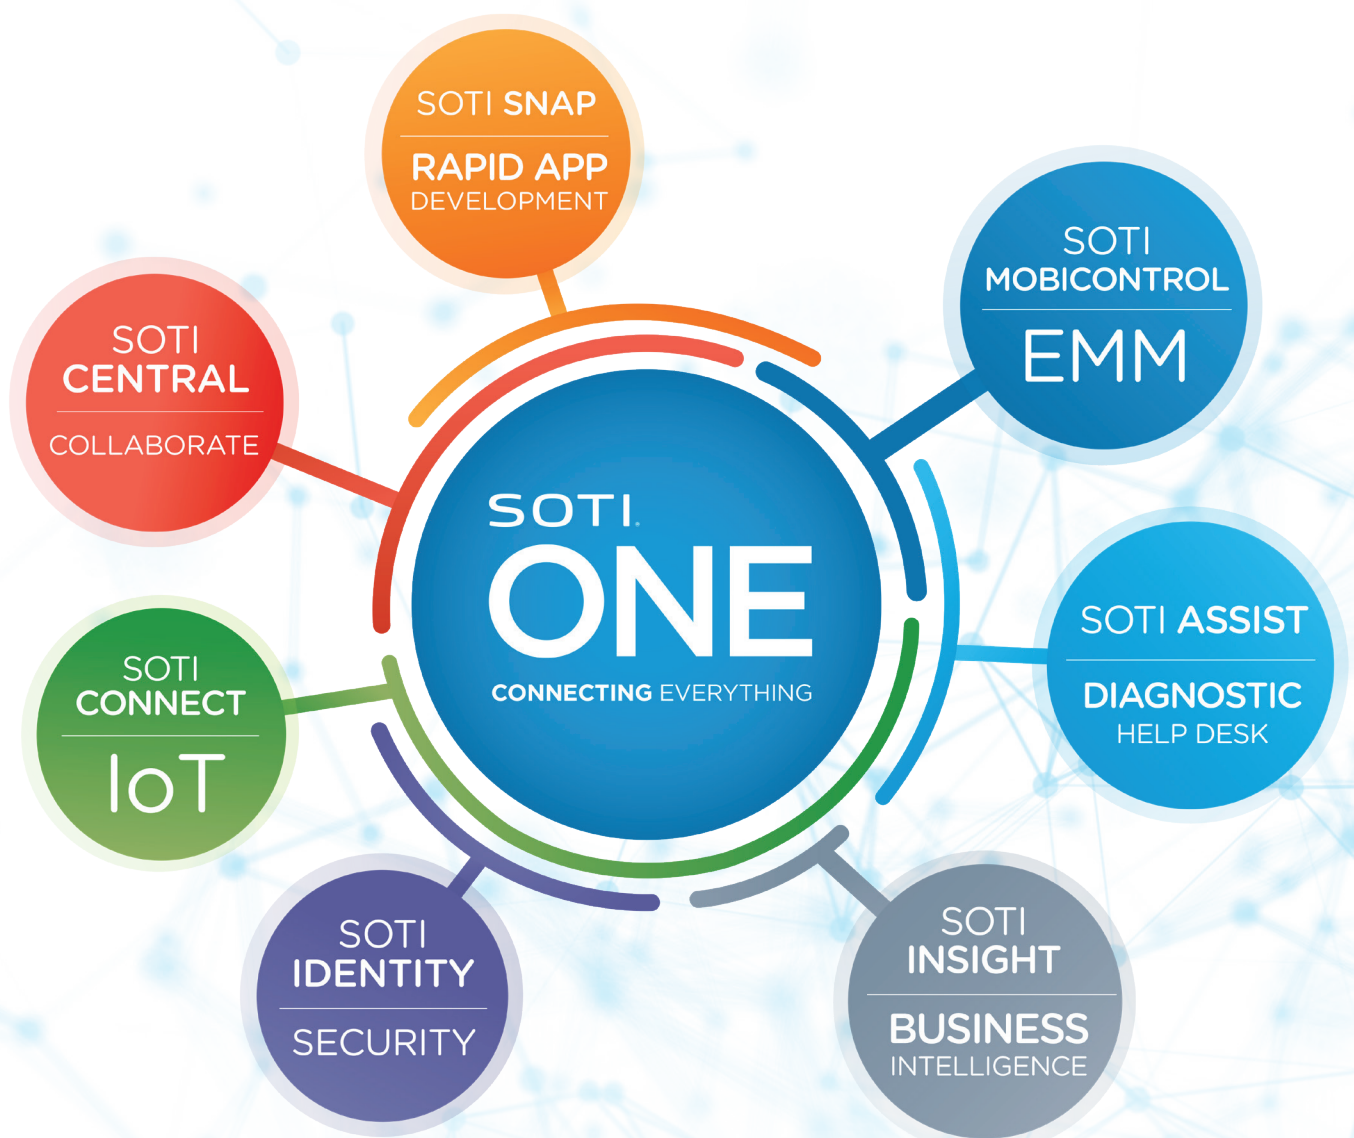 SOTI SNAP
RAPID APP
DEVELOPMENT
SOTI
MOBICONTROL
EMM
SOTI
CENTRAL
COLLABORATE
SOTI
ONE
CONNECTING EVERYTHING
SOTI ASSIST
DIAGNOSTIC
HELP DESK
SOTI
CONNECT
IoT
SOTI
IDENTITY
SECURITY
SOTI
INSIGHT
BUSINESS
INTELLIGENCE